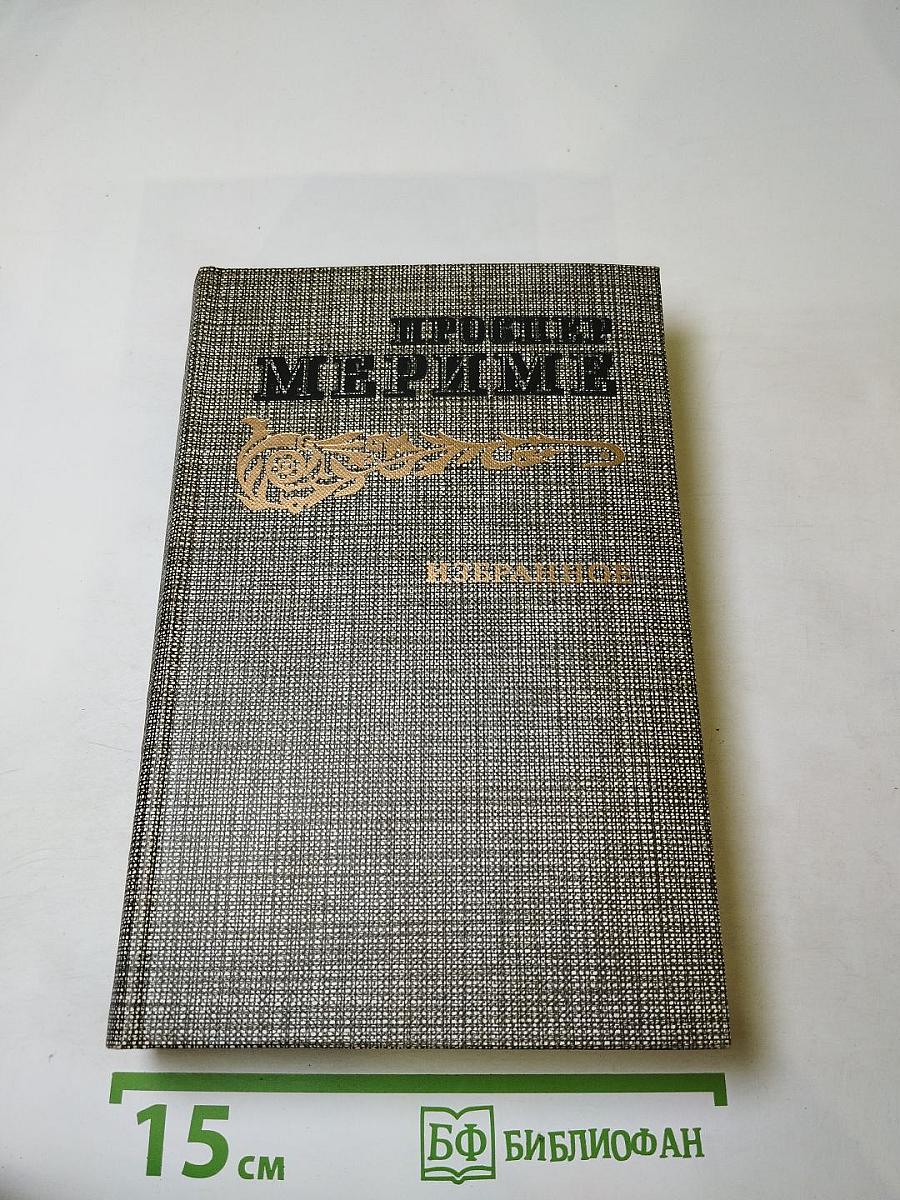 ПРОСПЕР
МЕРИМЕ
ИЗБРАННОЕ
15 см
БФ БИБЛИОФАН